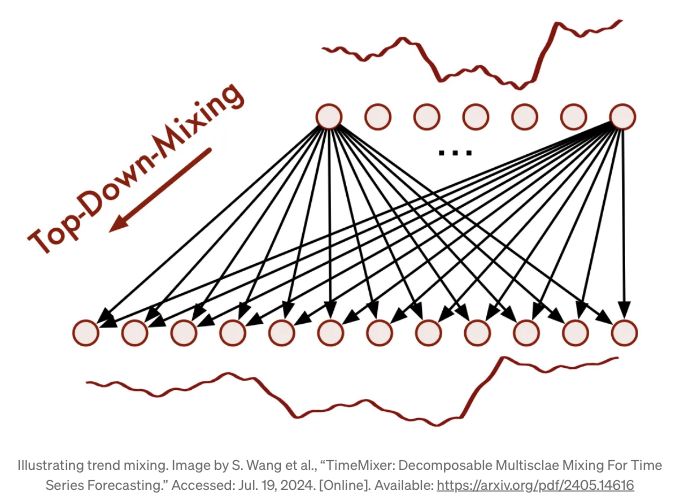 Top-Down-Mixing
...
Illustrating trend mixing. Image by S. Wang et al., “TimeMixer: Decomposable Multisclae Mixing For Time
Series Forecasting.” Accessed: Jul. 19, 2024. [Online]. Available: https://arxiv.org/pdf/2405.14616